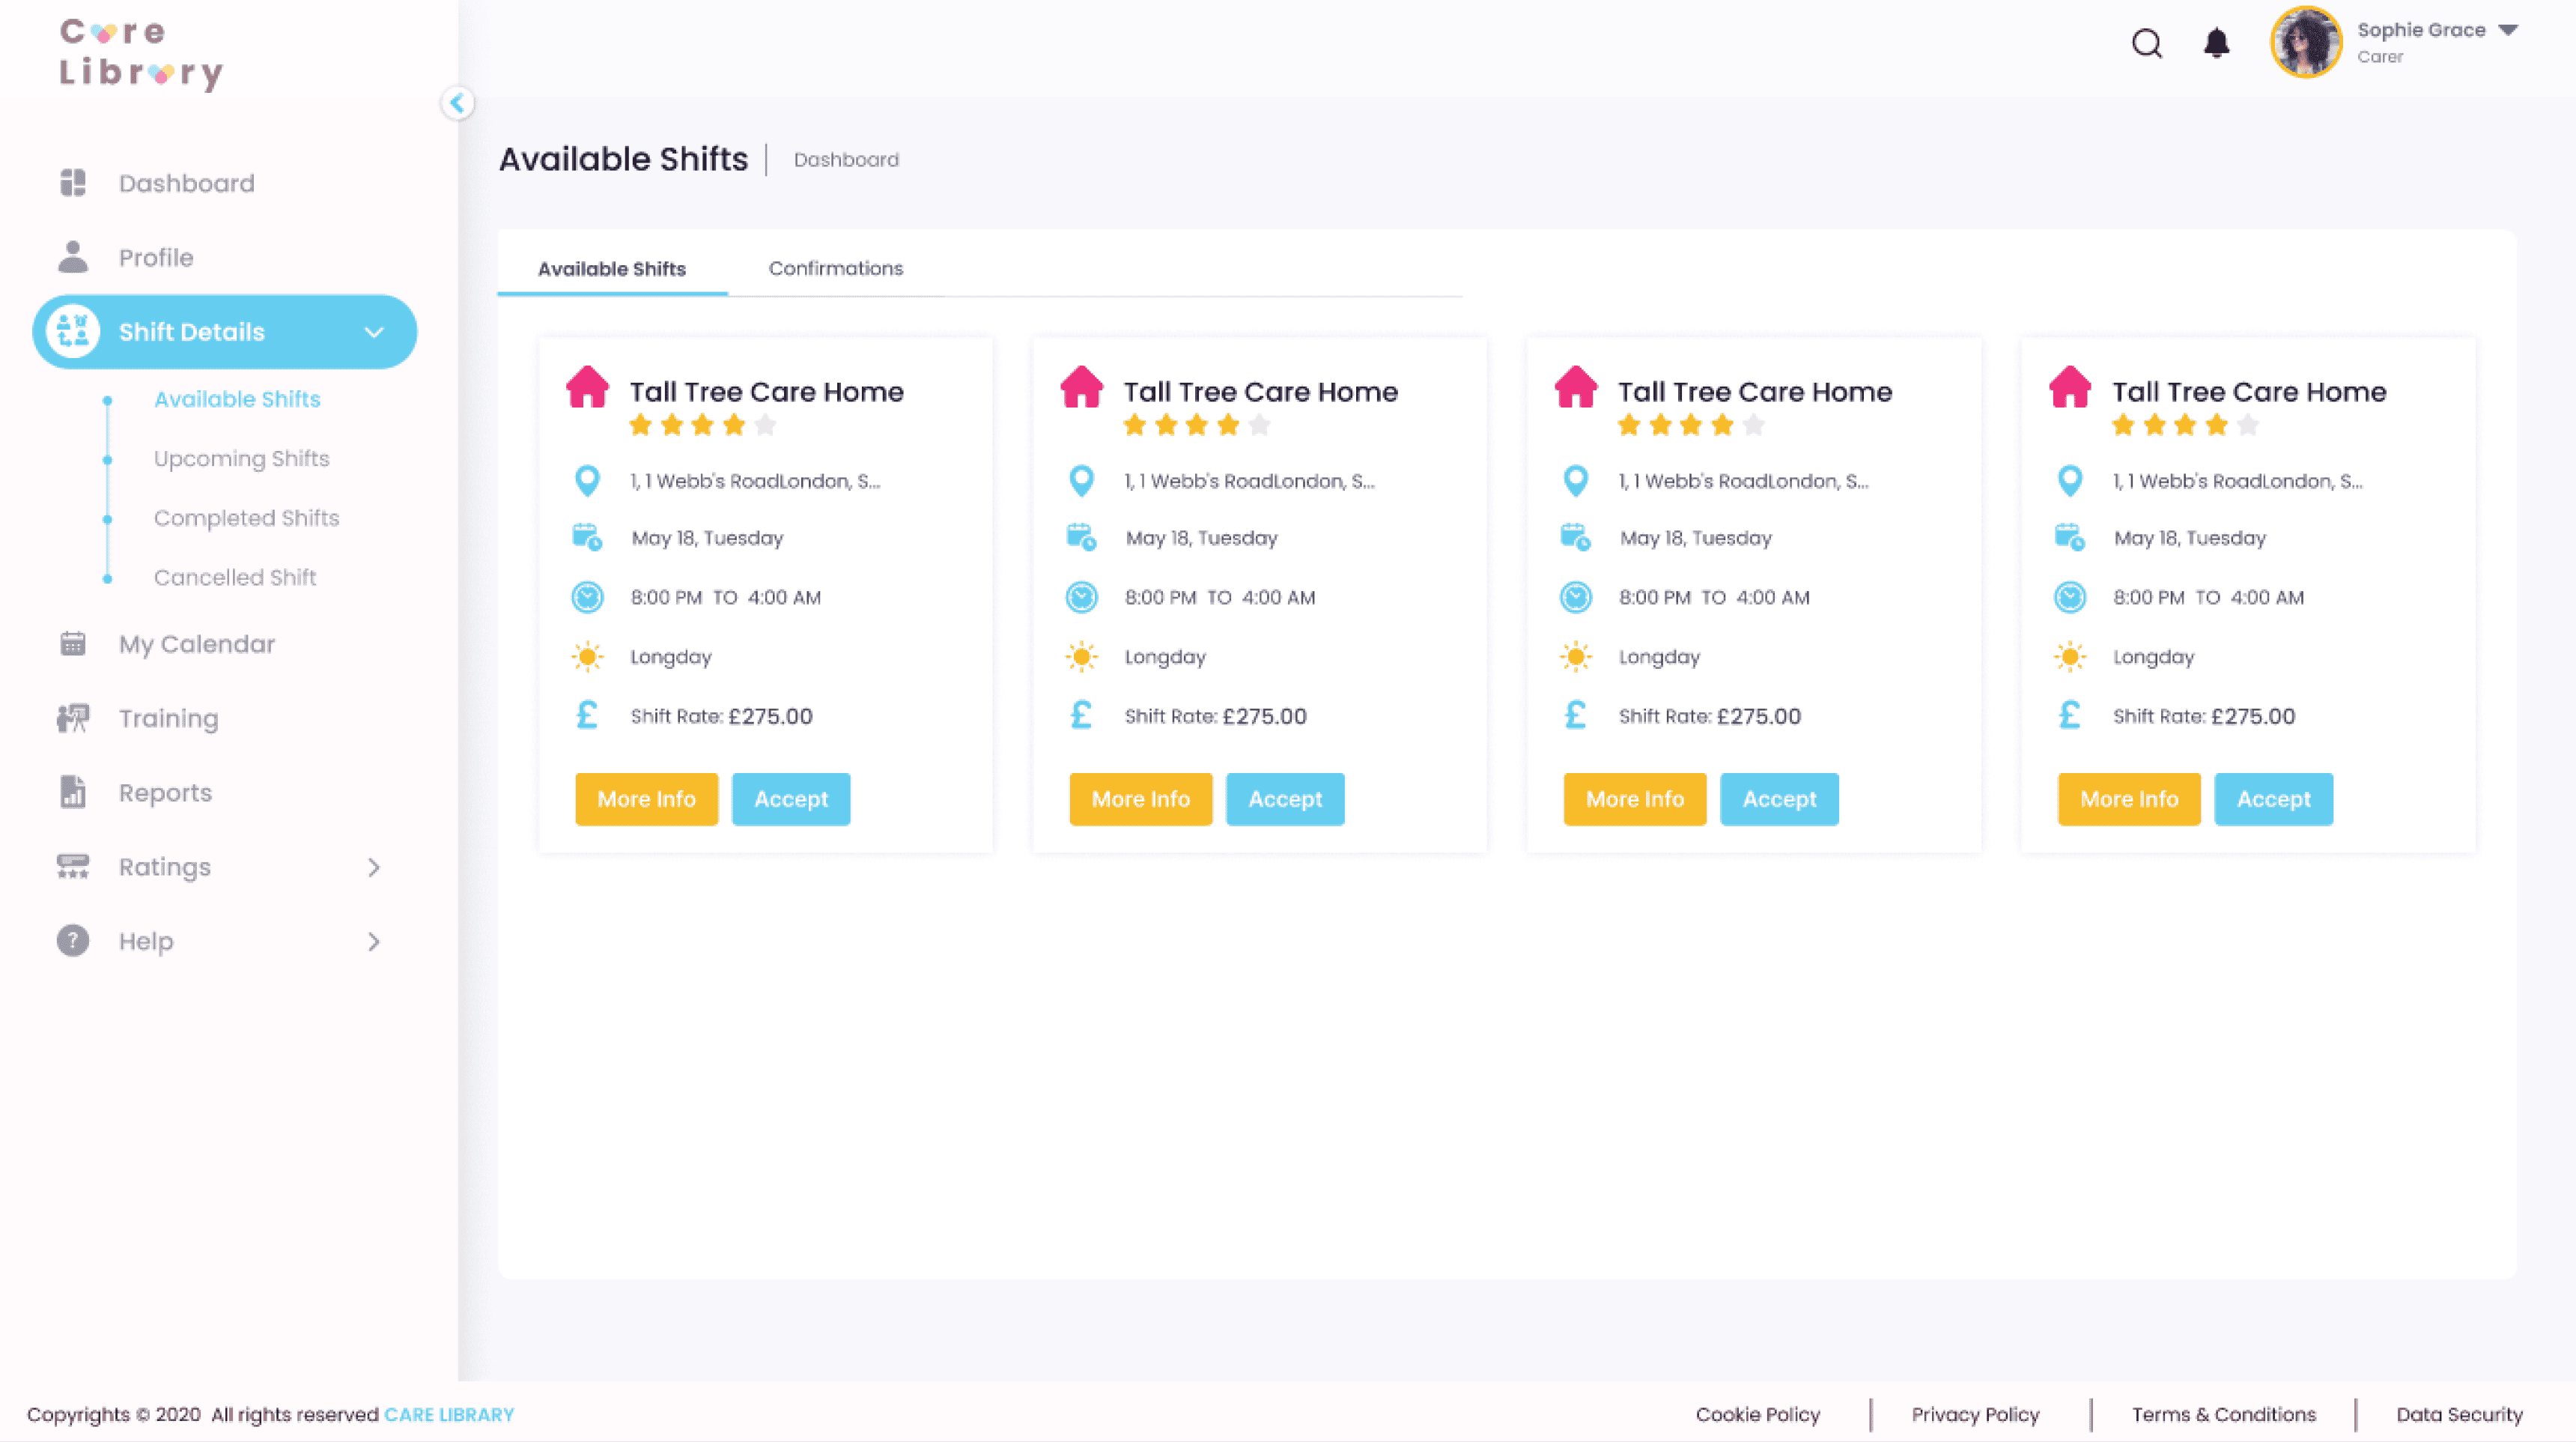 Care
Library
Sophie Grace
Carer
Available Shifts
Dashboard
Dashboard
Profile
Shift Details
Available Shifts
Upcoming Shifts
Completed Shifts
Cancelled Shift
My Calendar
Training
Reports
Ratings
Help
Available Shifts
Confirmations
Tall Tree Care Home
1, 1 Webb's RoadLondon, S...
May 18, Tuesday
8:00 PM TO 4:00 AM
Longday
£
Shift Rate: £275.00
More Info
Accept
Tall Tree Care Home
1, 1 Webb's RoadLondon, S...
May 18, Tuesday
8:00 PM TO 4:00 AM
Longday
£
Shift Rate: £275.00
More Info
Accept
Tall Tree Care Home
1, 1 Webb's RoadLondon, S...
May 18, Tuesday
8:00 PM TO 4:00 AM
Longday
£
Shift Rate: £275.00
More Info
Accept
Tall Tree Care Home
1, 1 Webb's RoadLondon, S...
May 18, Tuesday
8:00 PM TO 4:00 AM
Longday
£
Shift Rate: £275.00
More Info
Accept
Copyrights © 2020 All rights reserved CARE LIBRARY
Cookie Policy
Privacy Policy
Terms & Conditions
Data Security